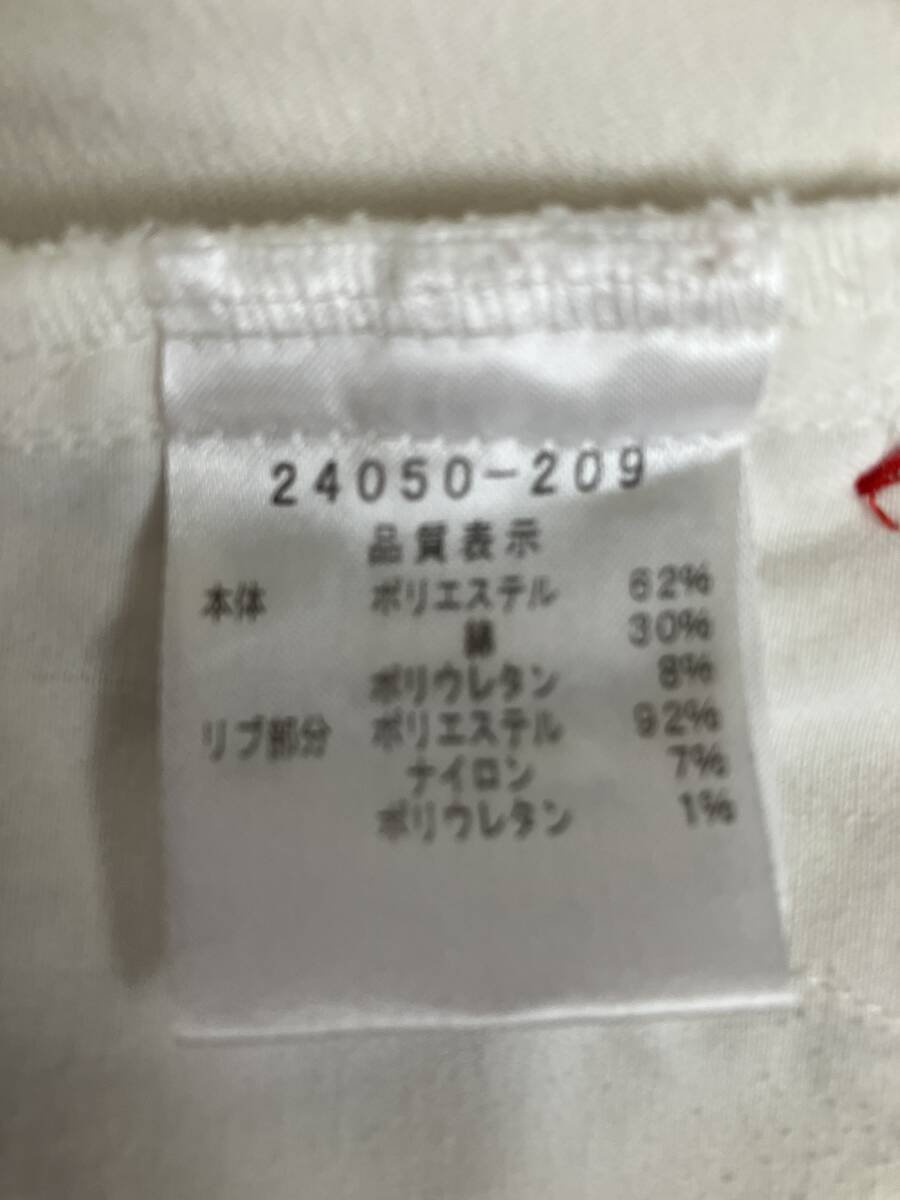 24050-209
品質表示
本体 ポリエステル 62%
綿 30%
ポリウレタン 8%
リブ部分 ポリエステル 92%
ナイロン 7%
ポリウレタン 1%